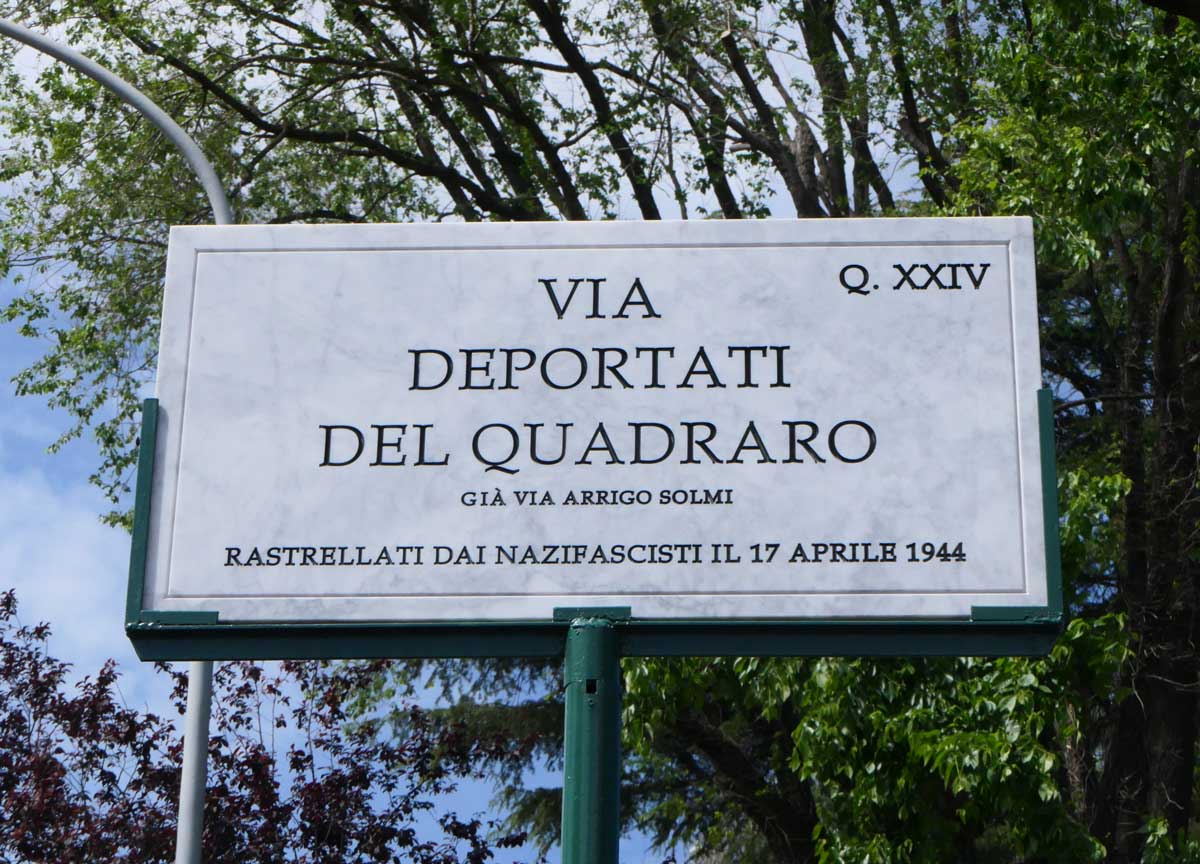 Q. XXIV
VIA
DEPORTATI
DEL QUADRARO
GIÀ VIA ARRIGO SOLMI
RASTRELLATI DAI NAZIFASCISTI IL 17 APRILE 1944